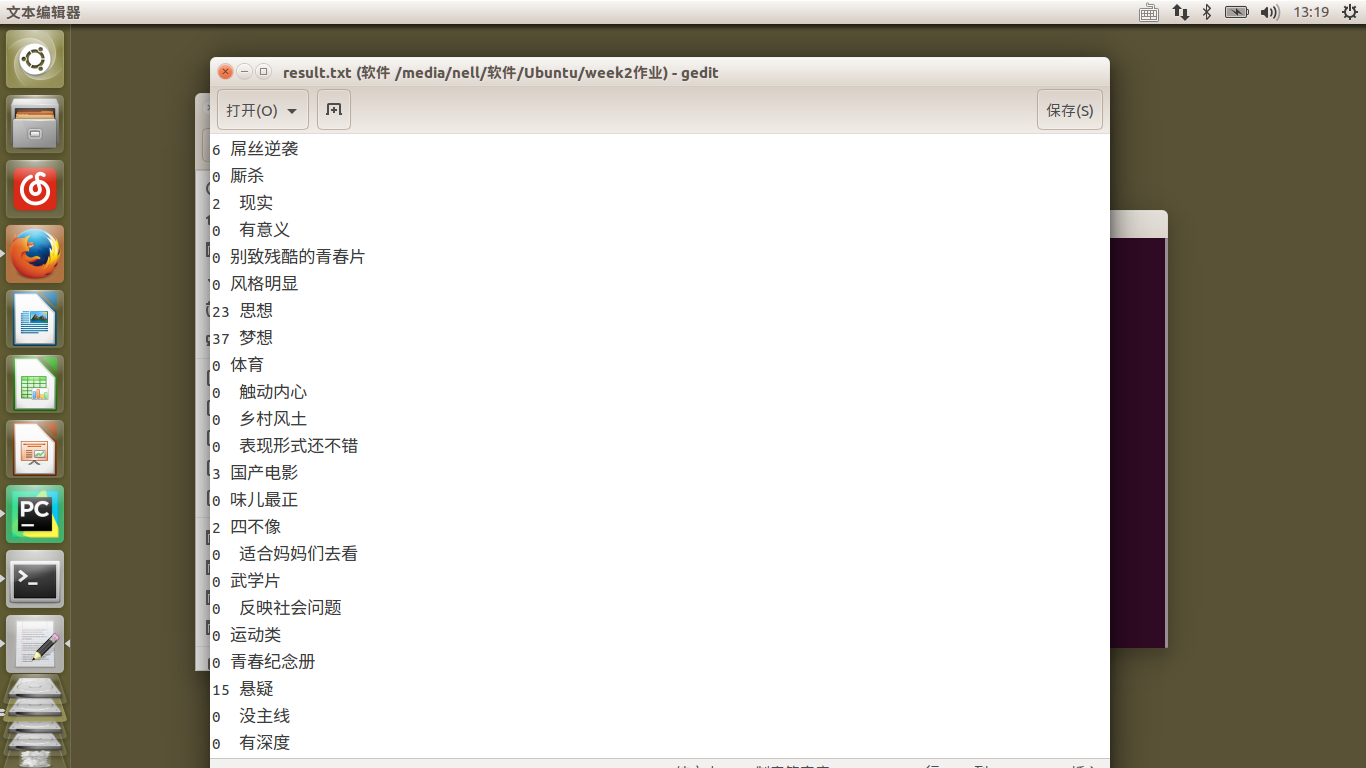 文本编辑器
13:19
result.txt (软件 /media/nell/软件/Ubuntu/week2作业) - gedit
打开(O)
保存(S)
6 屌丝逆袭
0 厮杀
2  现实
0  有意义
0 别致残酷的青春片
0 风格明显
23 思想
37 梦想
0 体育
0  触动内心
0  乡村风土
0  表现形式还不错
3 国产电影
0 味儿最正
2 四不像
0  适合妈妈们去看
0 武学片
0  反映社会问题
0 运动类
0 青春纪念册
15 悬疑
0  没主线
0  有深度
PC